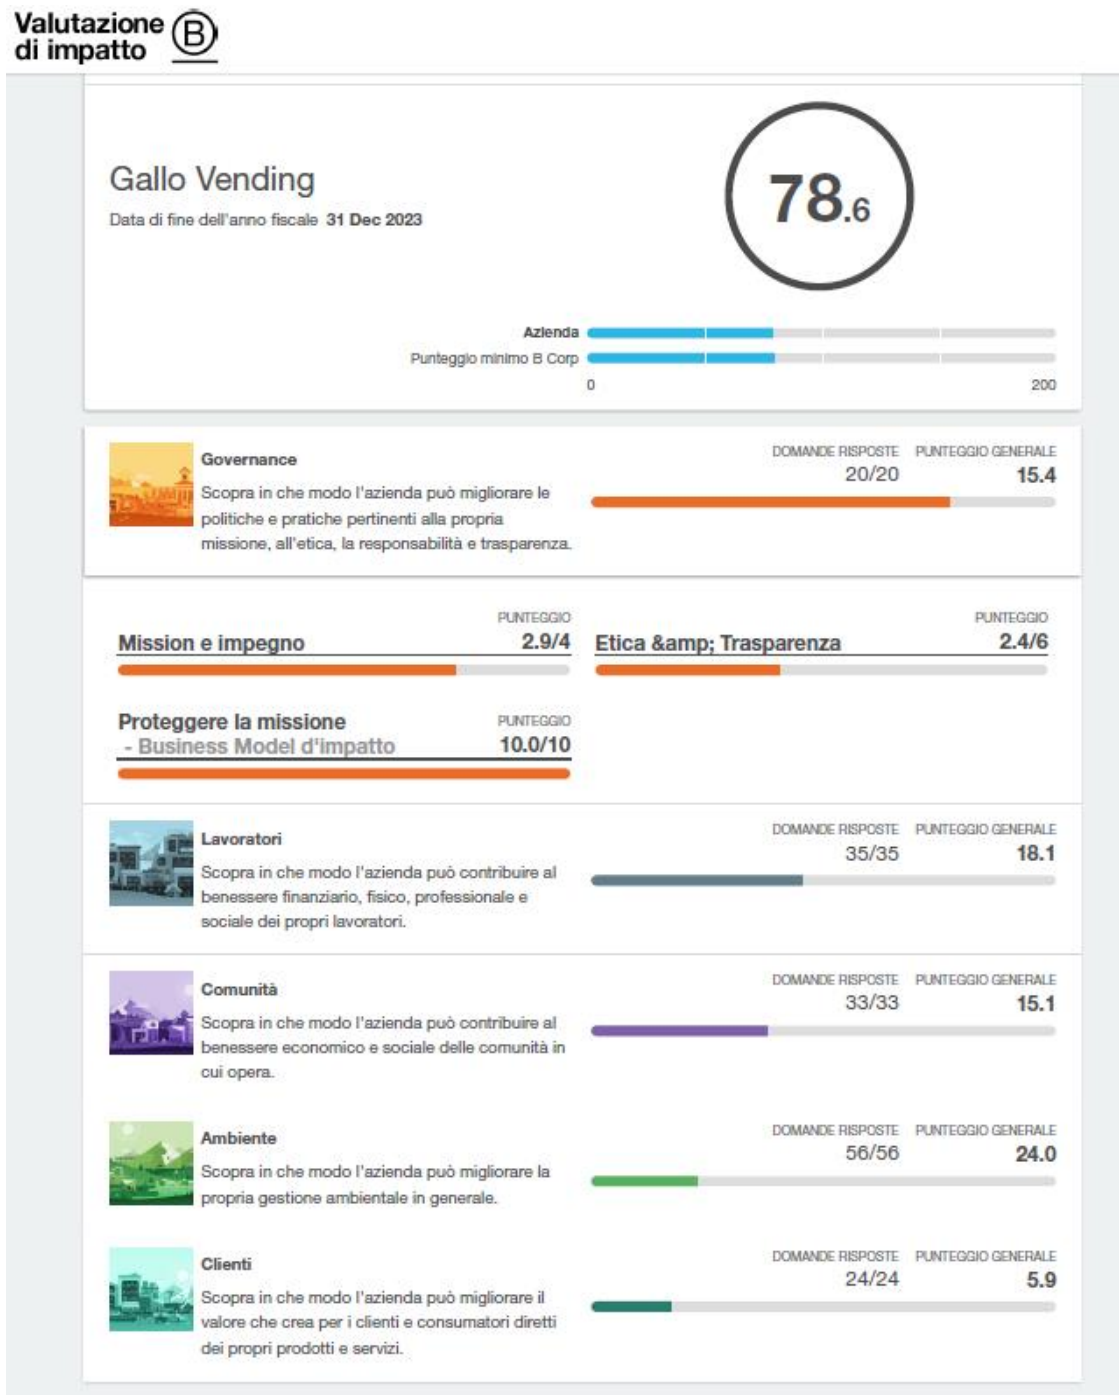 Valutazione
di impatto
B
Gallo Vending
Data di fine dell'anno fiscale 31 Dec 2023
78.6
Azienda
Punteggio minimo B Corp
0 200
Governance
Scopra in che modo l'azienda può migliorare le
politiche e pratiche pertinenti alla propria
missione, all'etica, la responsabilità e trasparenza.
DOMANDE RISPOSTE PUNTEGGIO GENERALE
20/20 15.4
PUNTEGGIO
Mission e impegno 2.9/4
PUNTEGGIO
Etica &amp; Trasparenza 2.4/6
Proteggere la missione PUNTEGGIO
- Business Model d'impatto 10.0/10
Lavoratori
Scopra in che modo l'azienda può contribuire al
benessere finanziario, fisico, professionale e
sociale dei propri lavoratori.
DOMANDE RISPOSTE PUNTEGGIO GENERALE
35/35 18.1
Comunità
Scopra in che modo l'azienda può contribuire al
benessere economico e sociale delle comunità in
cui opera.
DOMANDE RISPOSTE PUNTEGGIO GENERALE
33/33 15.1
Ambiente
Scopra in che modo l'azienda può migliorare la
propria gestione ambientale in generale.
DOMANDE RISPOSTE PUNTEGGIO GENERALE
56/56 24.0
Clienti
Scopra in che modo l'azienda può migliorare il
valore che crea per i clienti e consumatori diretti
dei propri prodotti e servizi.
DOMANDE RISPOSTE PUNTEGGIO GENERALE
24/24 5.9